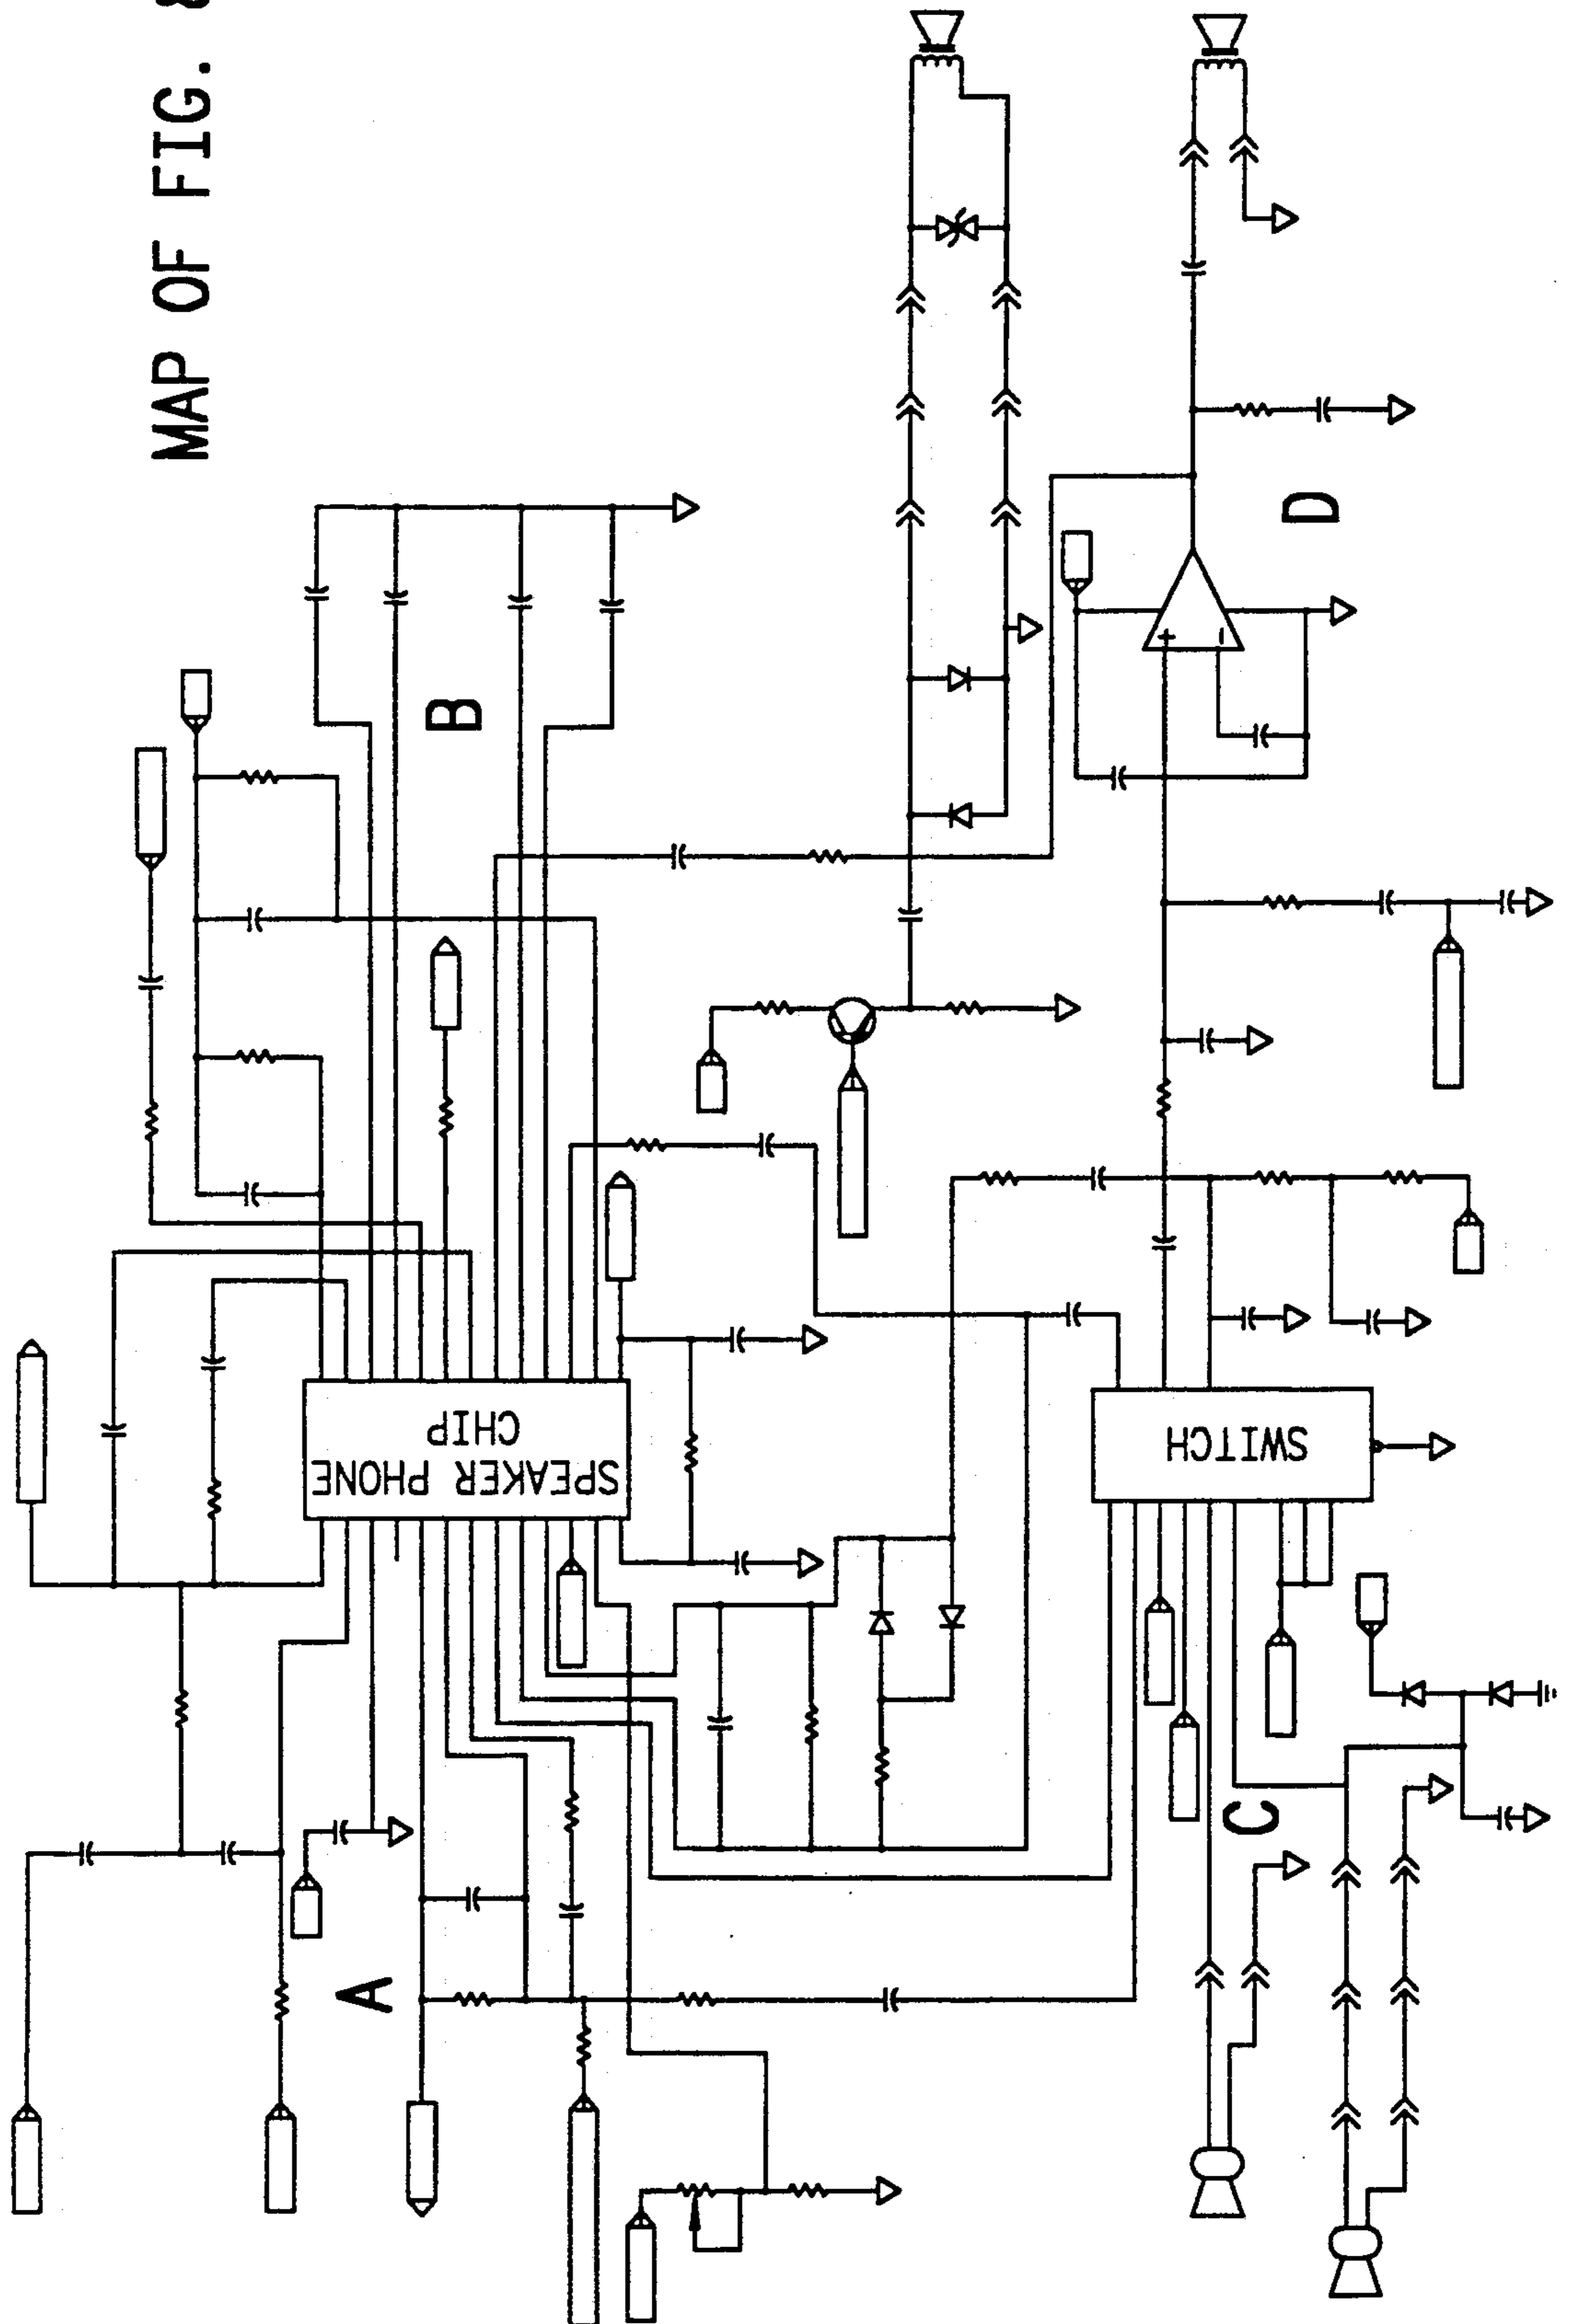 MAP OF FIG. 8
A
B
SPEAKER PHONE
CHIP
SWITCH
C
D
+
-